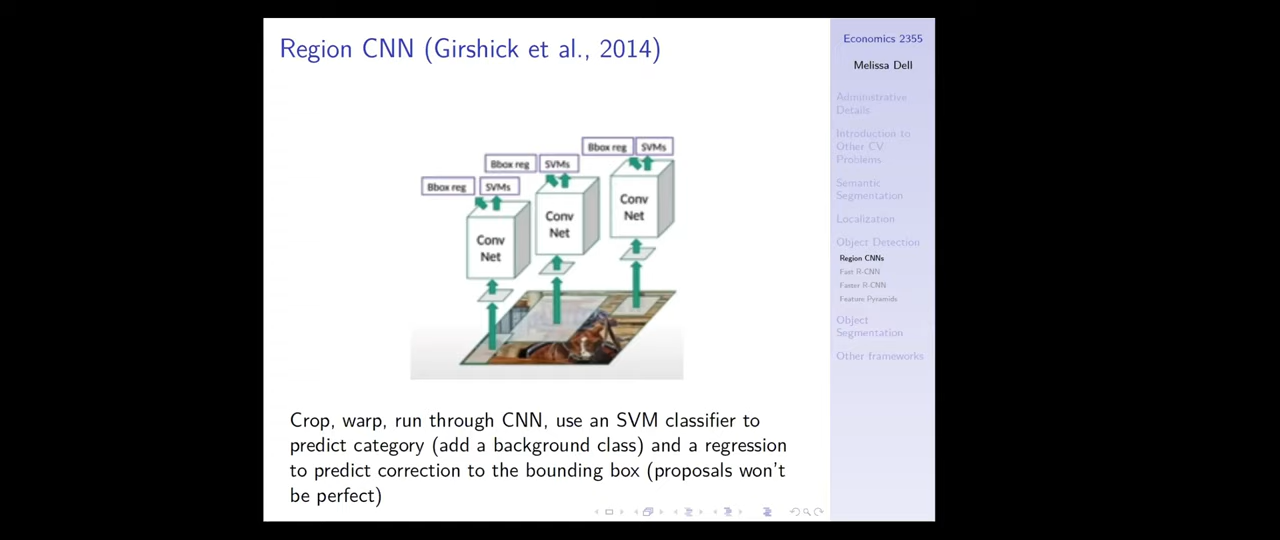 Region CNN (Girshick et al., 2014)
Bbox reg SVMs
Bbox reg SVMs
Bbox reg SVMs
Conv
Net
Conv
Net
Conv
Net
Crop, warp, run through CNN, use an SVM classifier to
predict category (add a background class) and a regression
to predict correction to the bounding box (proposals won't
be perfect)
Economics 2355
Melissa Dell
Administrative
Details
Introduction to
Other CV
Problems
Semantic
Segmentation
Localization
Object Detection
Region CNNs
Fast R-CNN
Faster R-CNN
Feature Pyramids
Object
Segmentation
Other frameworks